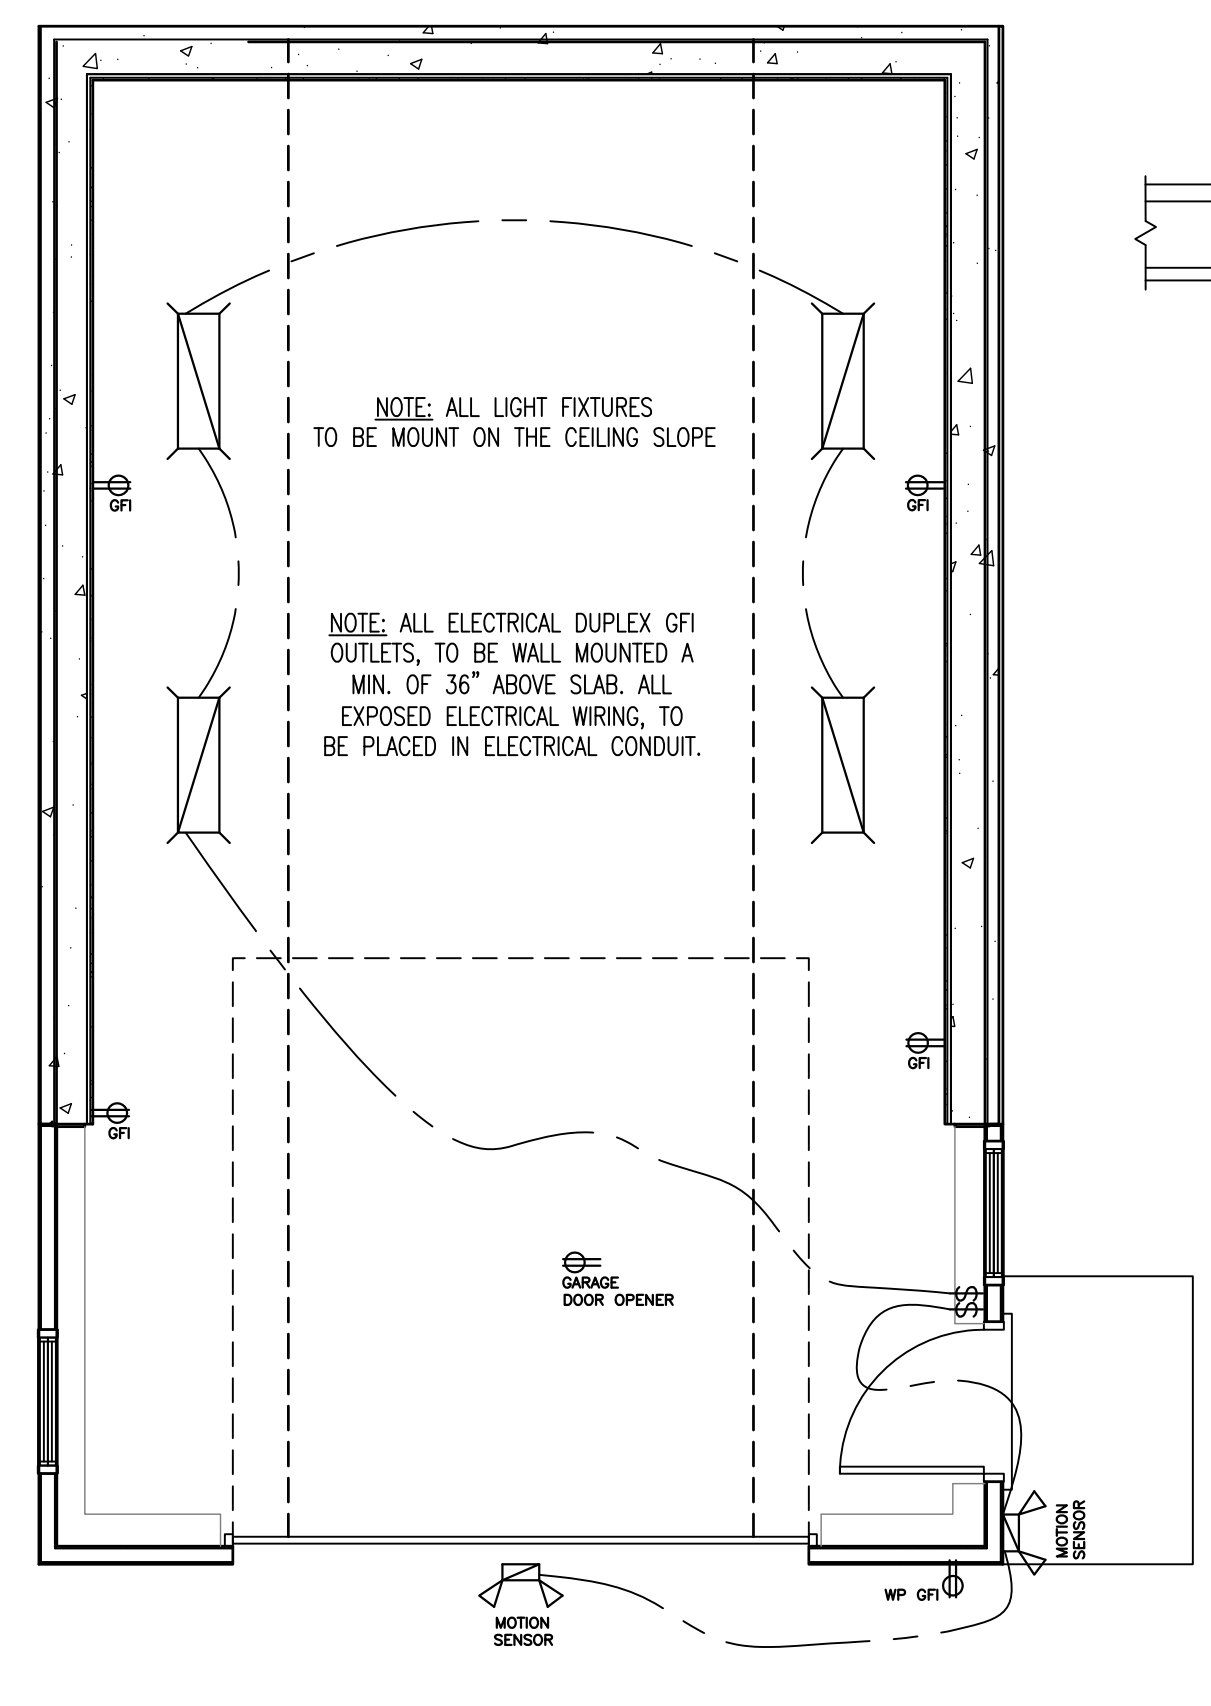 NOTE: ALL LIGHT FIXTURES
TO BE MOUNT ON THE CEILING SLOPE
GFI
GFI
NOTE: ALL ELECTRICAL DUPLEX GFI
OUTLETS, TO BE WALL MOUNTED A
MIN. OF 36" ABOVE SLAB. ALL
EXPOSED ELECTRICAL WIRING, TO
BE PLACED IN ELECTRICAL CONDUIT.
GFI
GFI
GARAGE
DOOR OPENER
SS
MOTION
SENSOR
WP GFI
MOTION
SENSOR